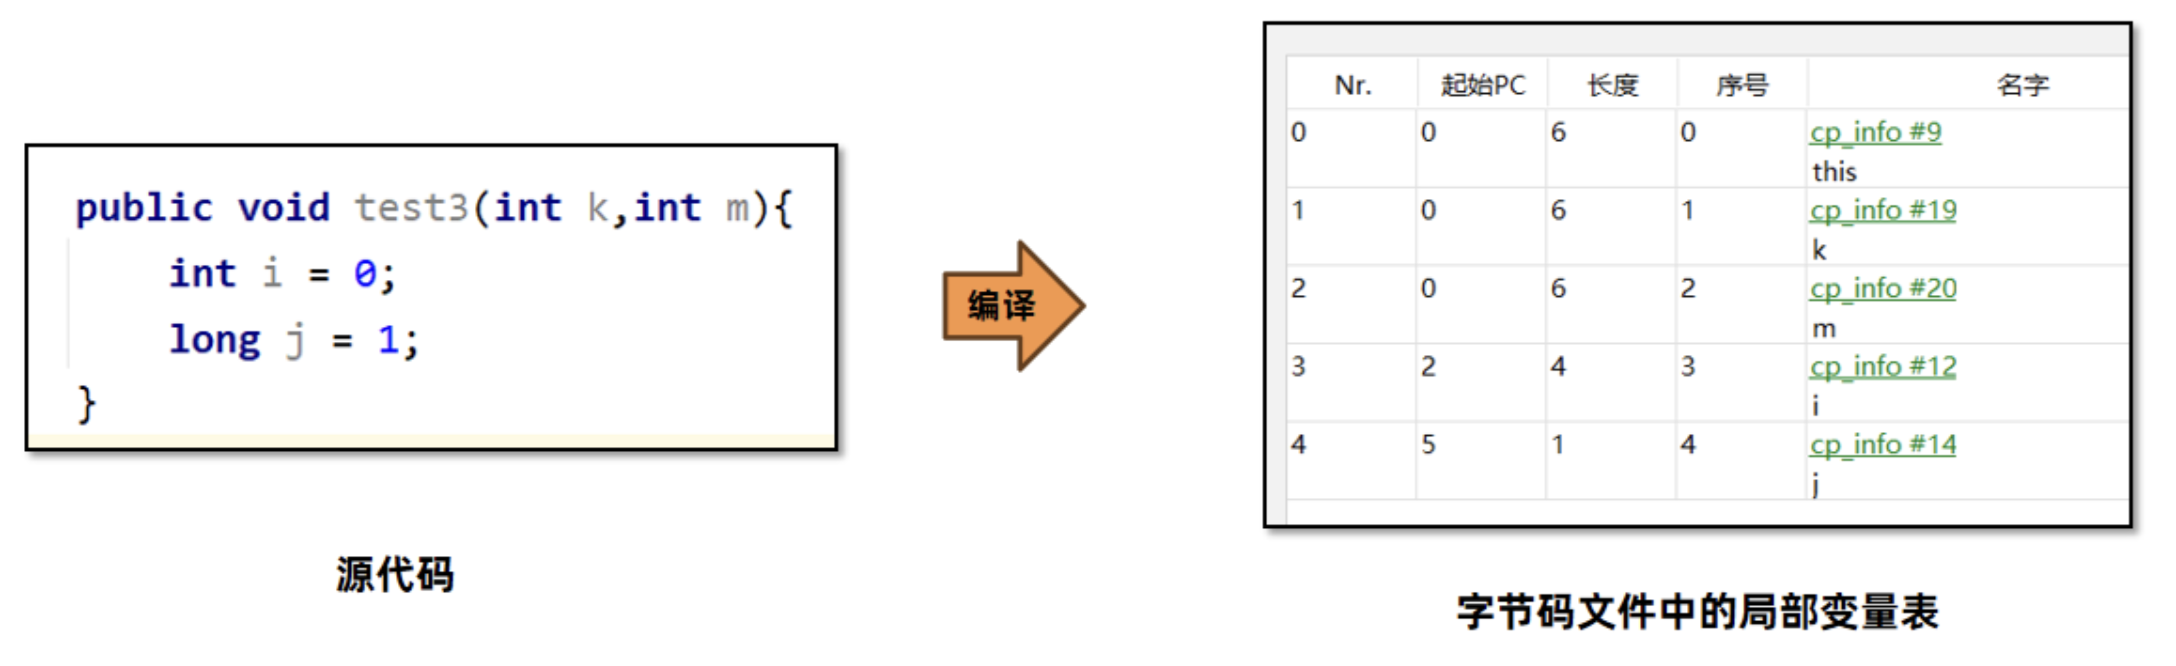 public void test3(int k,int m){
int i = 0;
long j = 1;
}
源代码
编译
Nr. 起始PC 长度 序号 名字
0 0 6 0 cp_info #9
this
1 0 6 1 cp_info #19
k
2 0 6 2 cp_info #20
m
3 2 4 3 cp_info #12
i
4 5 1 4 cp_info #14
j
字节码文件中的局部变量表